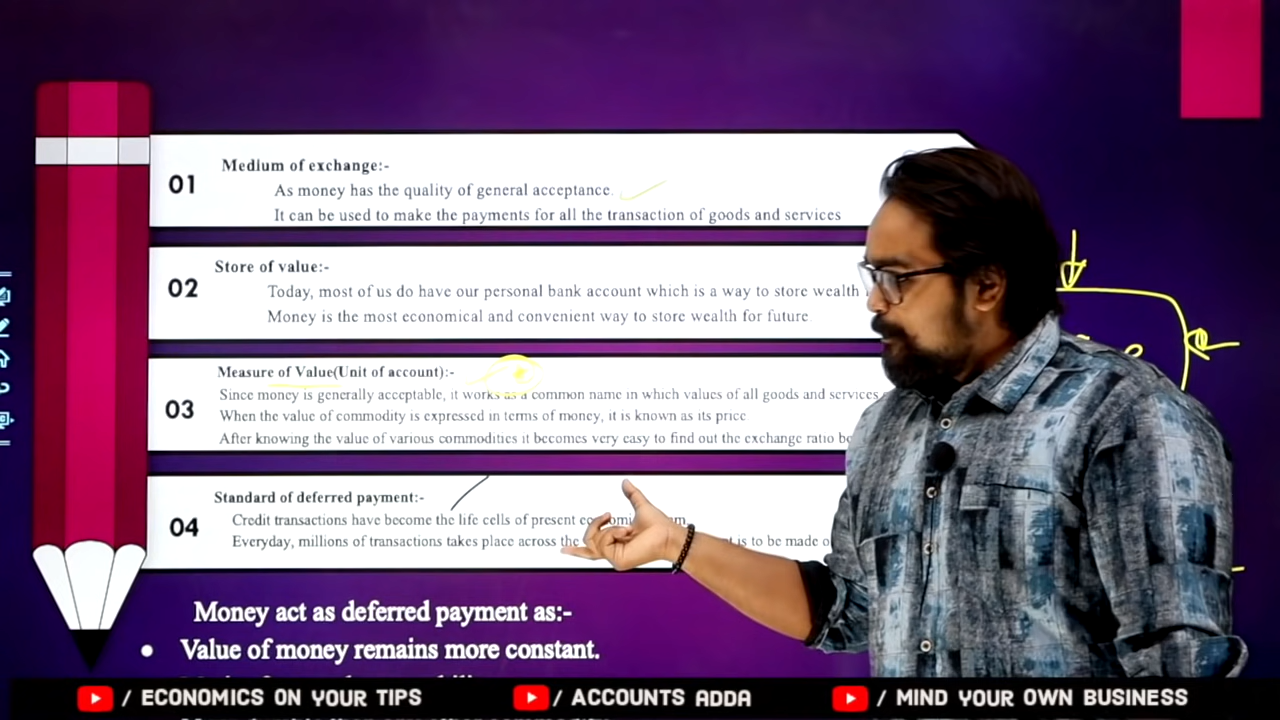 01
Medium of exchange:-
As money has the quality of general acceptance.
It can be used to make the payments for all the transaction of goods and services
02
Store of value:-
Today, most of us do have our personal bank account which is a way to store wealth
Money is the most economical and convenient way to store wealth for future
03
Measure of Value(Unit of account):-
Since money is generally acceptable, it works as a common name in which values of all goods and services
When the value of commodity is expressed in terms of money, it is known as its price
After knowing the value of various commodities it becomes very easy to find out the exchange ratio
04
Standard of deferred payment:-
Credit transactions have become the life cells of present
Everyday, millions of transactions takes place across the is to be made
Money act as deferred payment as:-
• Value of money remains more constant.
/ ECONOMICS ON YOUR TIPS
/ ACCOUNTS ADDA
/ MIND YOUR OWN BUSINESS